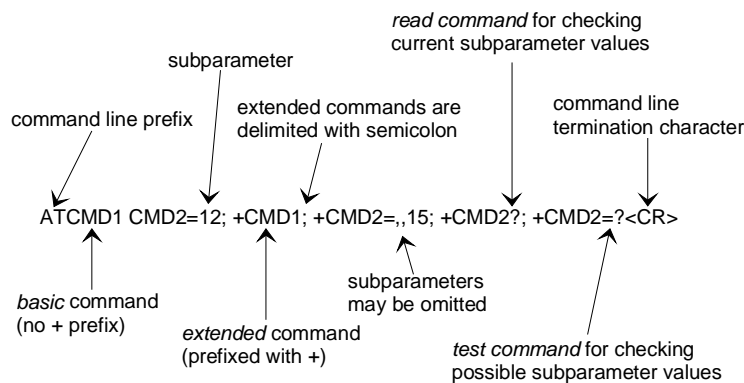 read command for checking
current subparameter values
subparameter
extended commands are
delimited with semicolon
command line
termination character
command line prefix
ATCMD1 CMD2=12; +CMD1; +CMD2=,,15; +CMD2?; +CMD2=?<CR>
basic command
(no + prefix)
extended command
(prefixed with +)
subparameters
may be omitted
test command for checking
possible subparameter values